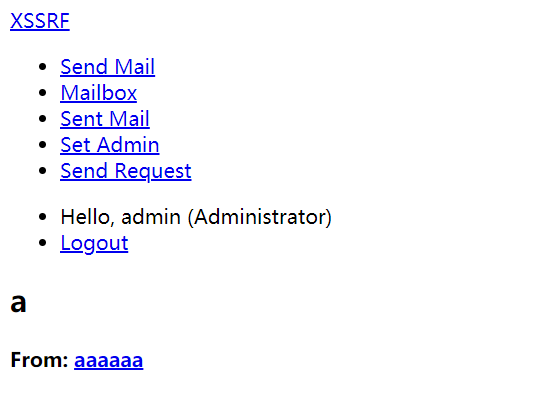 XSSRF
Send Mail
Mailbox
Sent Mail
Set Admin
Send Request
Hello, admin (Administrator)
Logout
a
From: aaaaaa